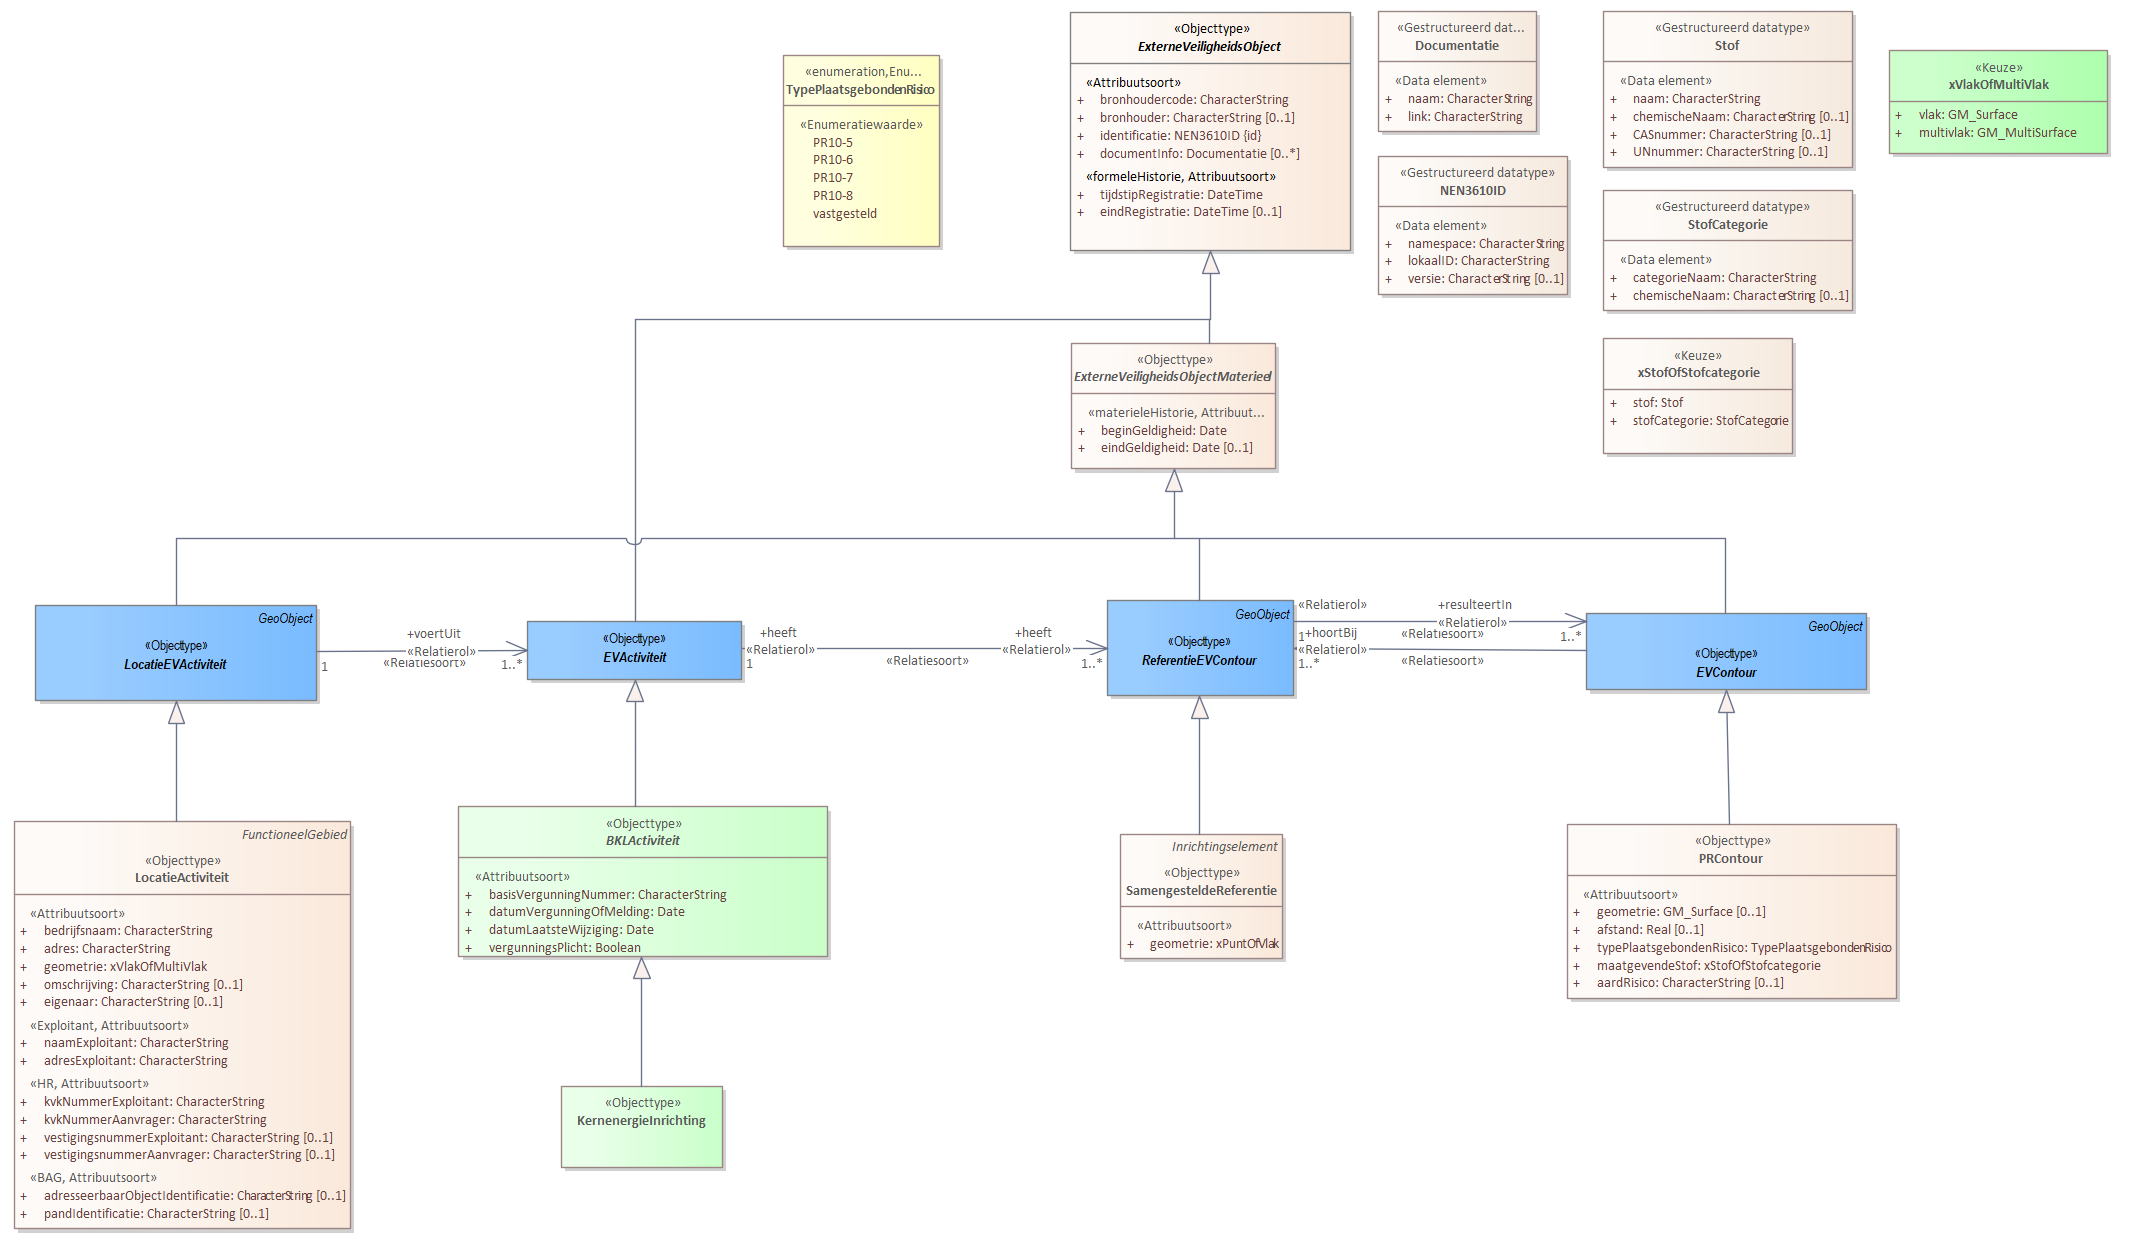 «enumeration,Enu...
TypePlaatsgebondenRisico
«Enumeratiewaarde»
PR10-5
PR10-6
PR10-7
PR10-8
vastgesteld
«Objecttype»
ExterneVeiligheidsObject
«Attribuutsoort»
+ bronhoudercode: CharacterString
+ bronhouder: CharacterString [0..1]
+ identificatie: NEN3610ID {id}
+ documentInfo: Documentatie [0..*]
«formeleHistorie, Attribuutsoort»
+ tijdstipRegistratie: DateTime
+ eindRegistratie: DateTime [0..1]
«Gestructureerd dat...
Documentatie
«Data element»
+ naam: CharacterString
+ link: CharacterString
«Gestructureerd datatype»
NEN3610ID
«Data element»
+ namespace: CharacterString
+ lokaalID: CharacterString
+ versie: CharacterString [0..1]
«Gestructureerd datatype»
Stof
«Data element»
+ naam: CharacterString
+ chemischeNaam: CharacterString [0..1]
+ CASnummer: CharacterString [0..1]
+ UNnummer: CharacterString [0..1]
«Gestructureerd datatype»
StofCategorie
«Data element»
+ categorieNaam: CharacterString
+ chemischeNaam: CharacterString [0..1]
«Keuze»
xStofOfStofcategorie
+ stof: Stof
+ stofCategorie: StofCategorie
«Keuze»
xVlakOfMultiVlak
+ vlak: GM_Surface
+ multivlak: GM_MultiSurface
«Objecttype»
ExterneVeiligheidsObjectMaterieel
«materieleHistorie, Attribuut...
+ beginGeldigheid: Date
+ eindGeldigheid: Date [0..1]
GeoObject
«Objecttype»
LocatieEVActiviteit
+voertUit
«Relatierol»
«Relatiesoort»
1
1..*
«Objecttype»
EVActiviteit
+heeft
«Relatierol»
1
«Relatiesoort»
+heeft
«Relatierol»
1..*
GeoObject
«Objecttype»
ReferentieEVContour
«Relatierol»
1
+resulteertIn
«Relatierol»
«Relatiesoort»
1..*
+hoortBij
«Relatierol»
1..*
«Relatiesoort»
GeoObject
«Objecttype»
EVContour
FunctioneelGebied
«Objecttype»
LocatieActiviteit
«Attribuutsoort»
+ bedrijfsnaam: CharacterString
+ adres: CharacterString
+ geometrie: xVlakOfMultiVlak
+ omschrijving: CharacterString [0..1]
+ eigenaar: CharacterString [0..1]
«Exploitant, Attribuutsoort»
+ naamExploitant: CharacterString
+ adresExploitant: CharacterString
«HR, Attribuutsoort»
+ kvkNummerExploitant: CharacterString
+ kvkNummerAanvrager: CharacterString
+ vestigingsnummerExploitant: CharacterString [0..1]
+ vestigingsnummerAanvrager: CharacterString [0..1]
«BAG, Attribuutsoort»
+ adresseerbaarObjectIdentificatie: CharacterString [0..1]
+ pandIdentificatie: CharacterString [0..1]
«Objecttype»
BKLActiviteit
«Attribuutsoort»
+ basisVergunningNummer: CharacterString
+ datumVergunningOfMelding: Date
+ datumLaatsteWijziging: Date
+ vergunningsPlicht: Boolean
«Objecttype»
KernenergieInrichting
Inrichtingselement
«Objecttype»
SamengesteldeReferentie
«Attribuutsoort»
+ geometrie: xPuntOfVlak
«Objecttype»
PRContour
«Attribuutsoort»
+ geometrie: GM_Surface [0..1]
+ afstand: Real [0..1]
+ typePlaatsgebondenRisico: TypePlaatsgebondenRisico
+ maatgevendeStof: xStofOfStofcategorie
+ aardRisico: CharacterString [0..1]